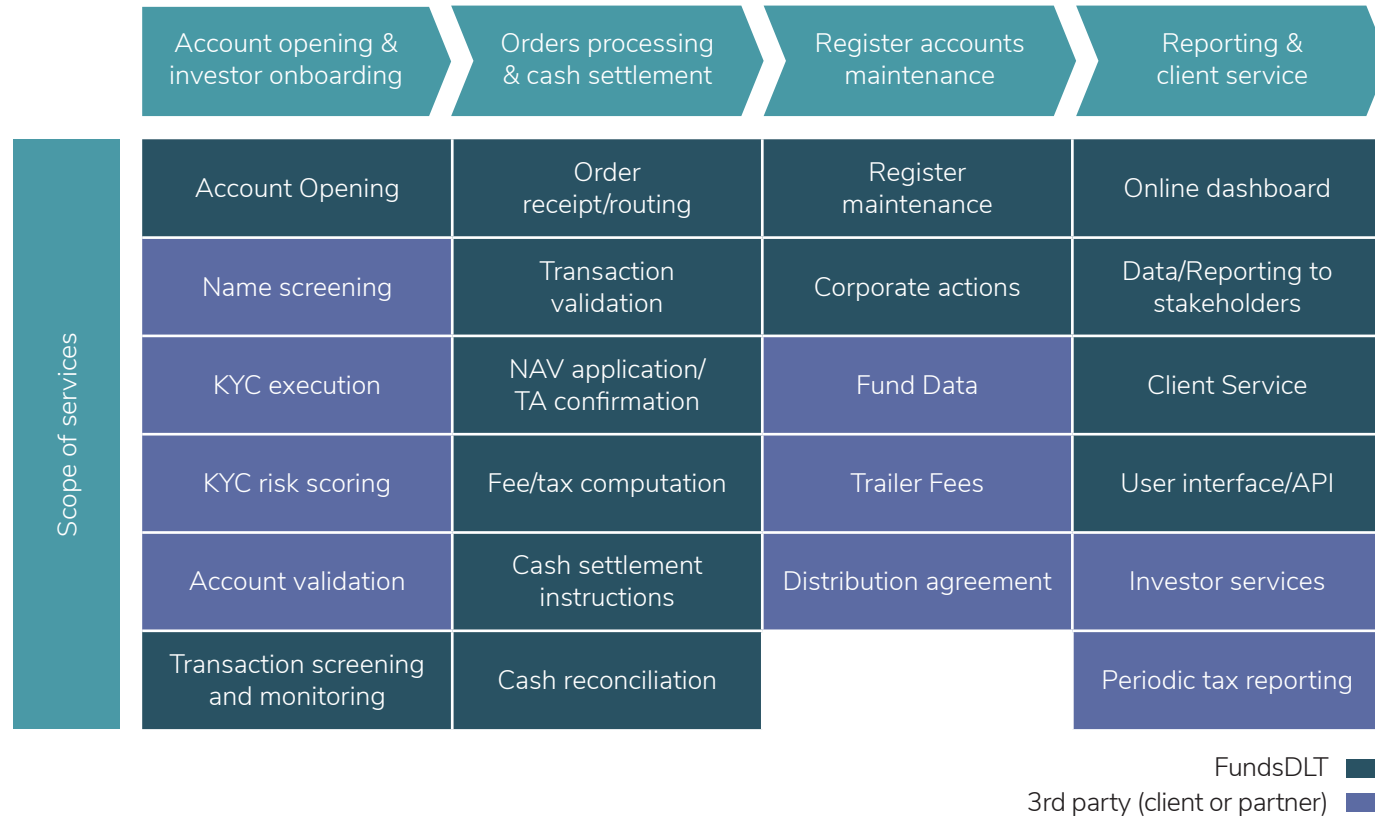 Account opening &
investor onboarding
Orders processing
& cash settlement
Register accounts
maintenance
Reporting &
client service
Scope of services
Account Opening
Order
receipt/routing
Register
maintenance
Online dashboard
Name screening
Transaction
validation
Corporate actions
Data/Reporting to
stakeholders
KYC execution
NAV application/
TA confirmation
Fund Data
Client Service
KYC risk scoring
Fee/tax computation
Trailer Fees
User interface/API
Account validation
Cash settlement
instructions
Distribution agreement
Investor services
Transaction screening
and monitoring
Cash reconciliation
Periodic tax reporting
FundsDLT
3rd party (client or partner)